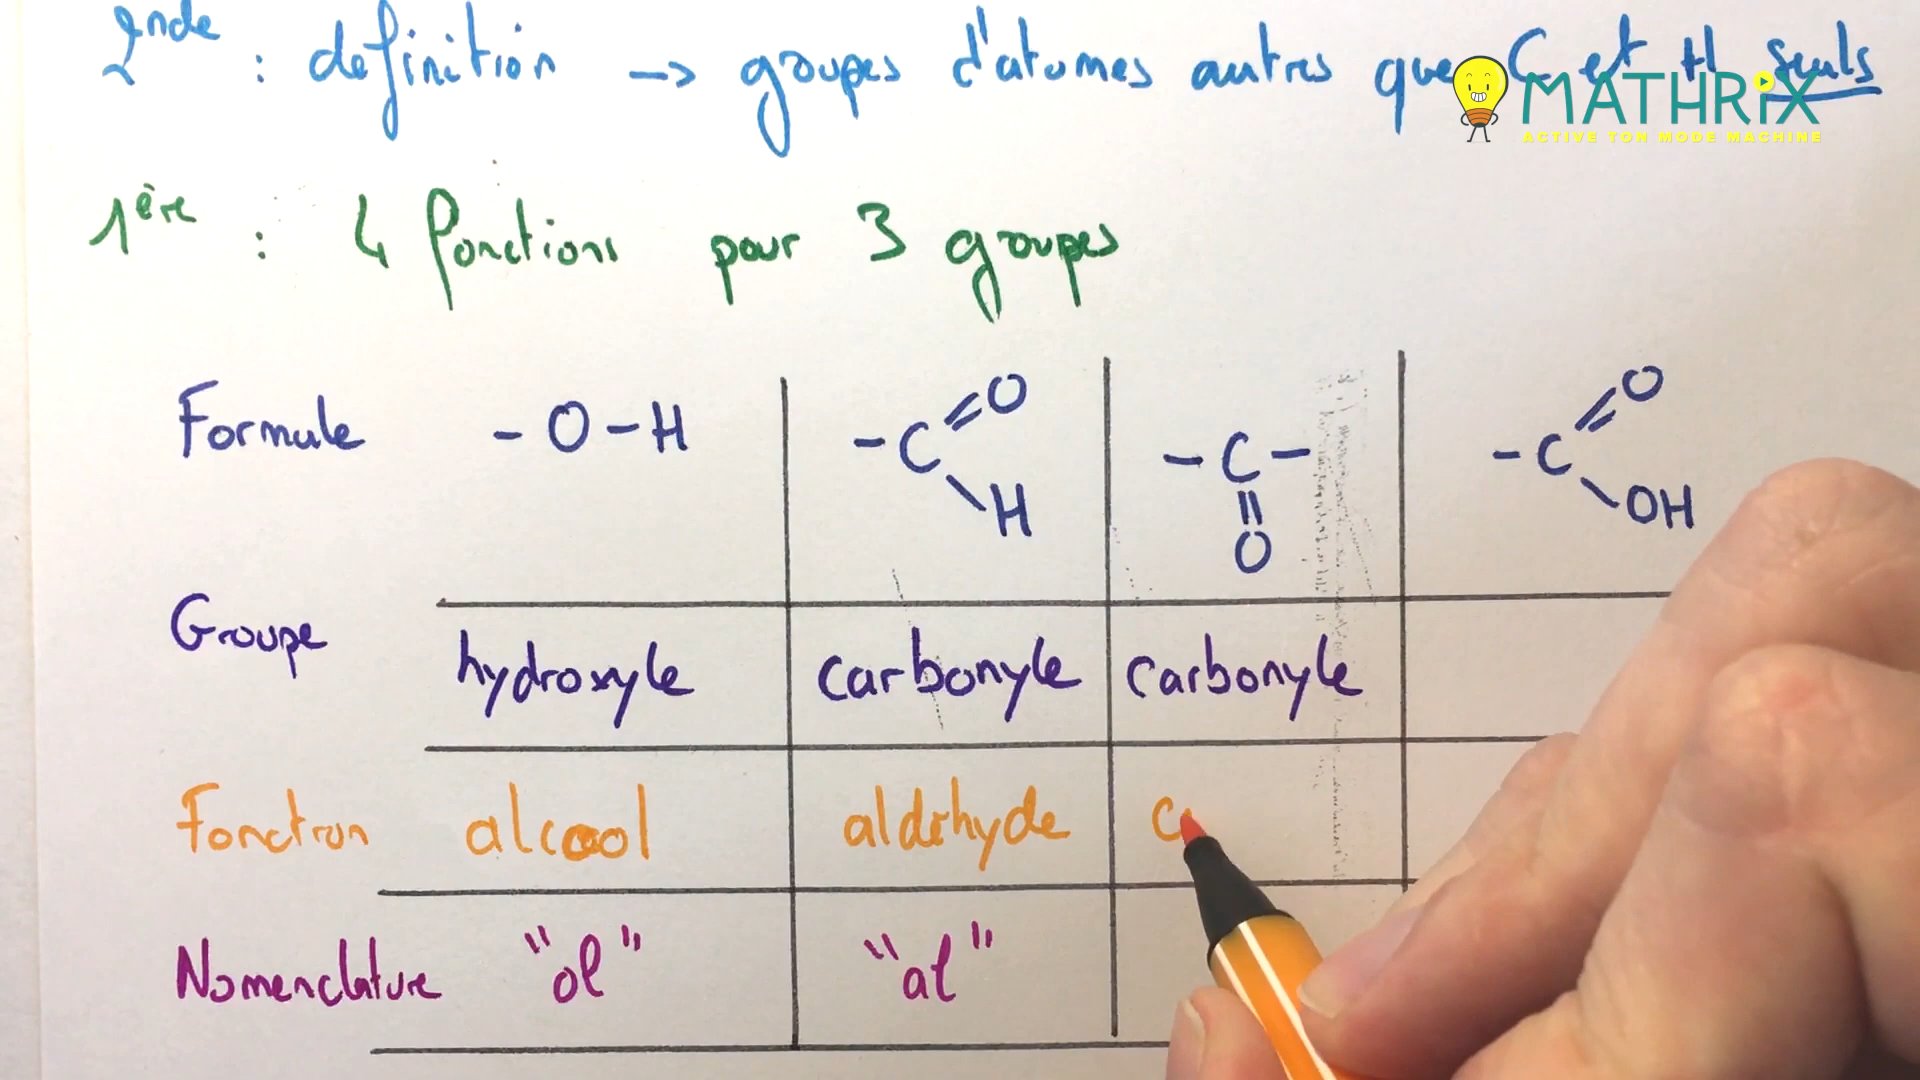 2nde : definition → groupes d'atomes autres que C et H seuls
MATHRiX
ACTIVE TON MODE MACHINE
1ère : 4 fonctions pour 3 groupes
Formule -O-H -C=O H -C- O -C=O OH
Groupe hydroxyle carbonyle carbonyle
Fonction alcool aldéhyde c
Nomenclature "ol" "al"